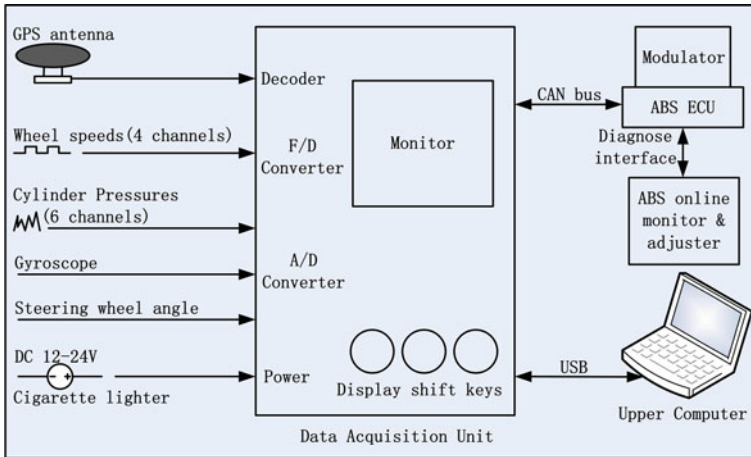 GPS antenna
Decoder
Wheel speeds(4 channels)
F/D
Converter
Cylinder Pressures
(6 channels)
Gyroscope
A/D
Converter
Steering wheel angle
DC 12-24V
- +
Cigarette lighter
Power
Monitor
Display shift keys
Data Acquisition Unit
CAN bus
Modulator
ABS ECU
Diagnose
interface
ABS online
monitor &
adjuster
USB
Upper Computer